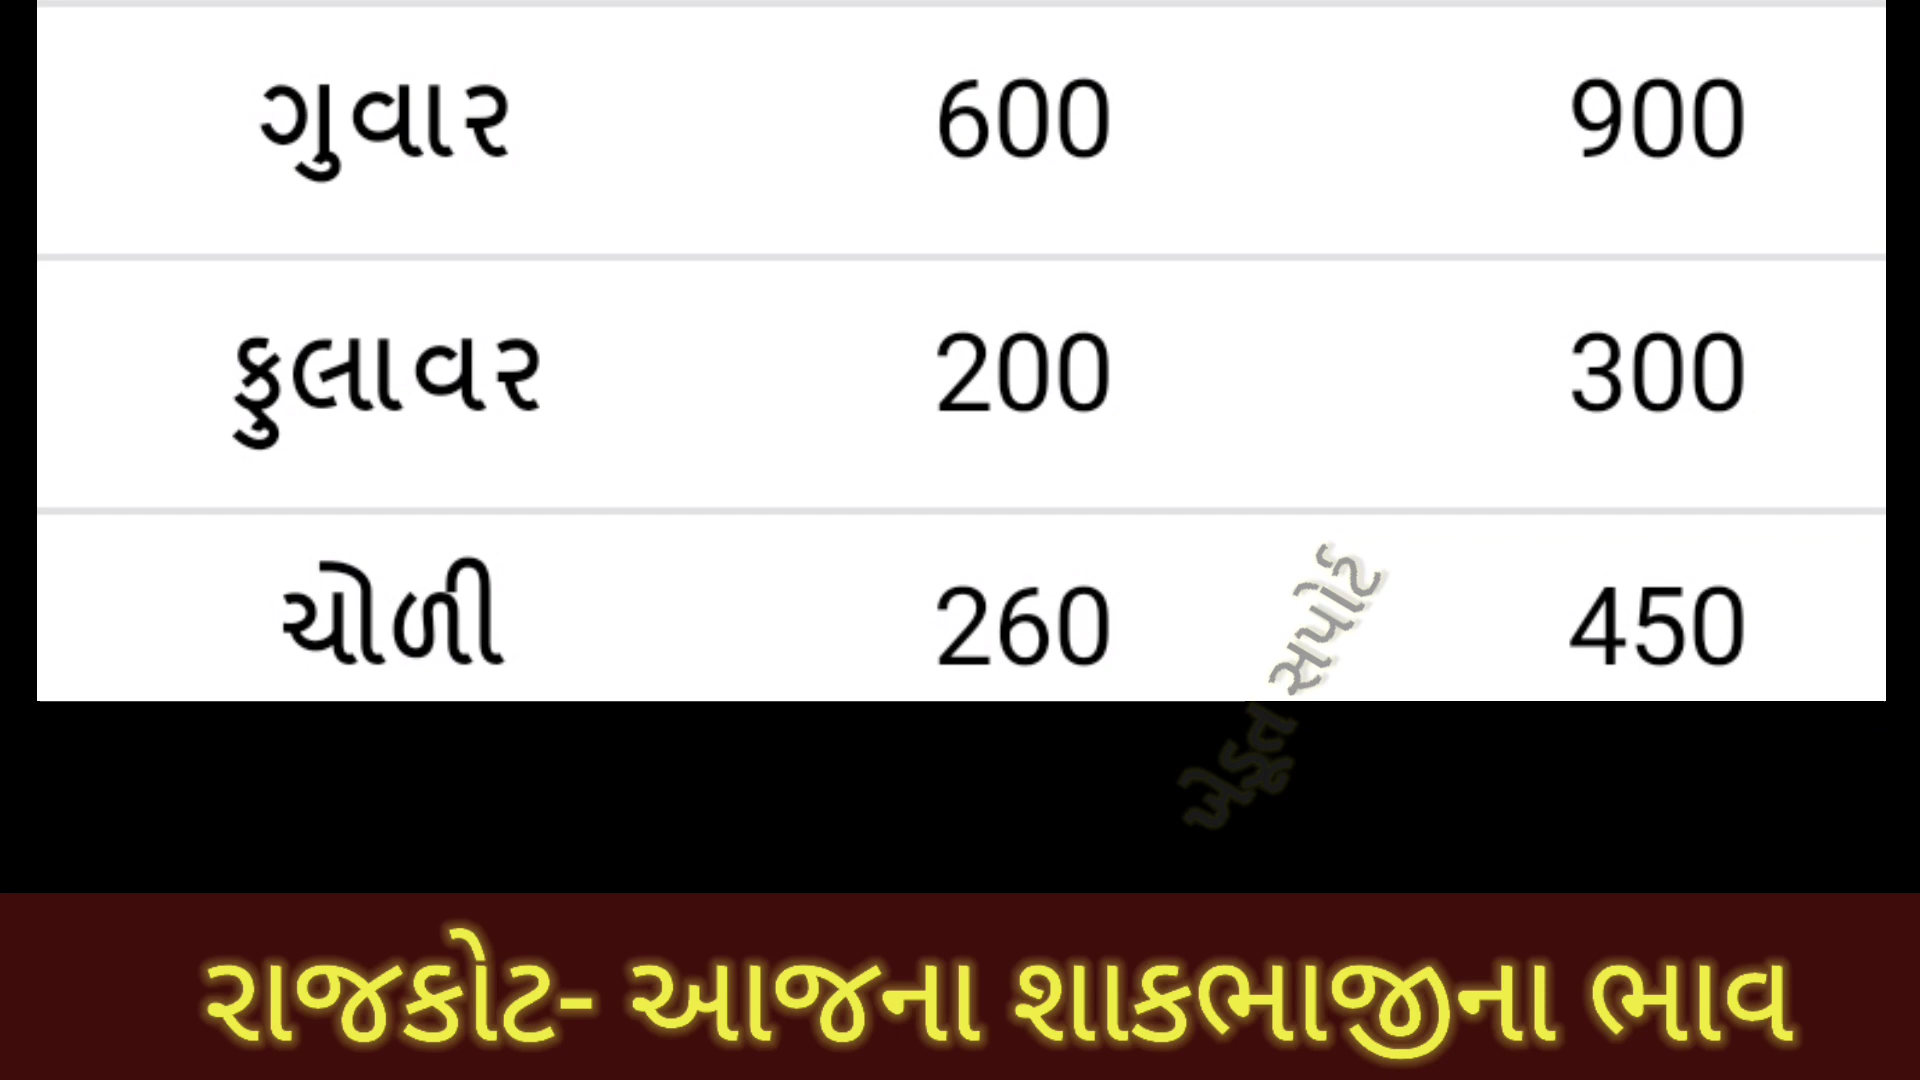 ગુવાર 600 900
ફુલાવર 200 300
ચોળી 260 450
ખેડૂત સપોર્ટ
રાજકોટ- આજના શાકભાજીના ભાવ